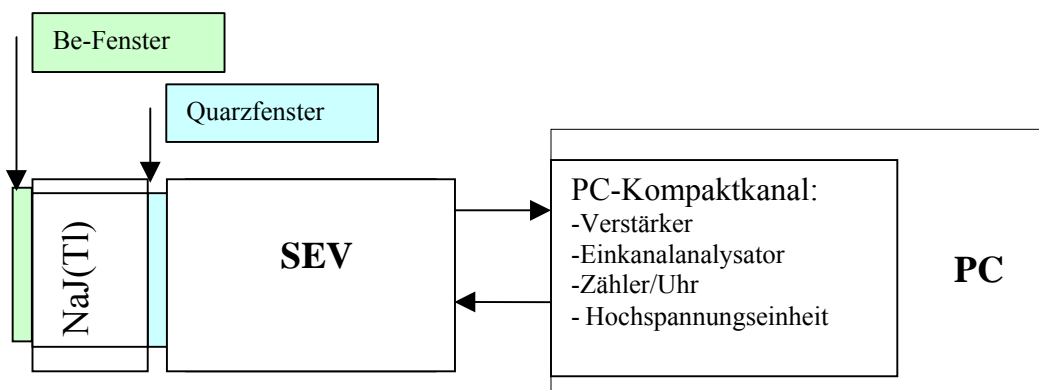 Be-Fenster
Quarzfenster
NaJ(Tl)
SEV
PC-Kompaktkanal:
-Verstärker
-Einkanalanalysator
-Zähler/Uhr
- Hochspannungseinheit
PC